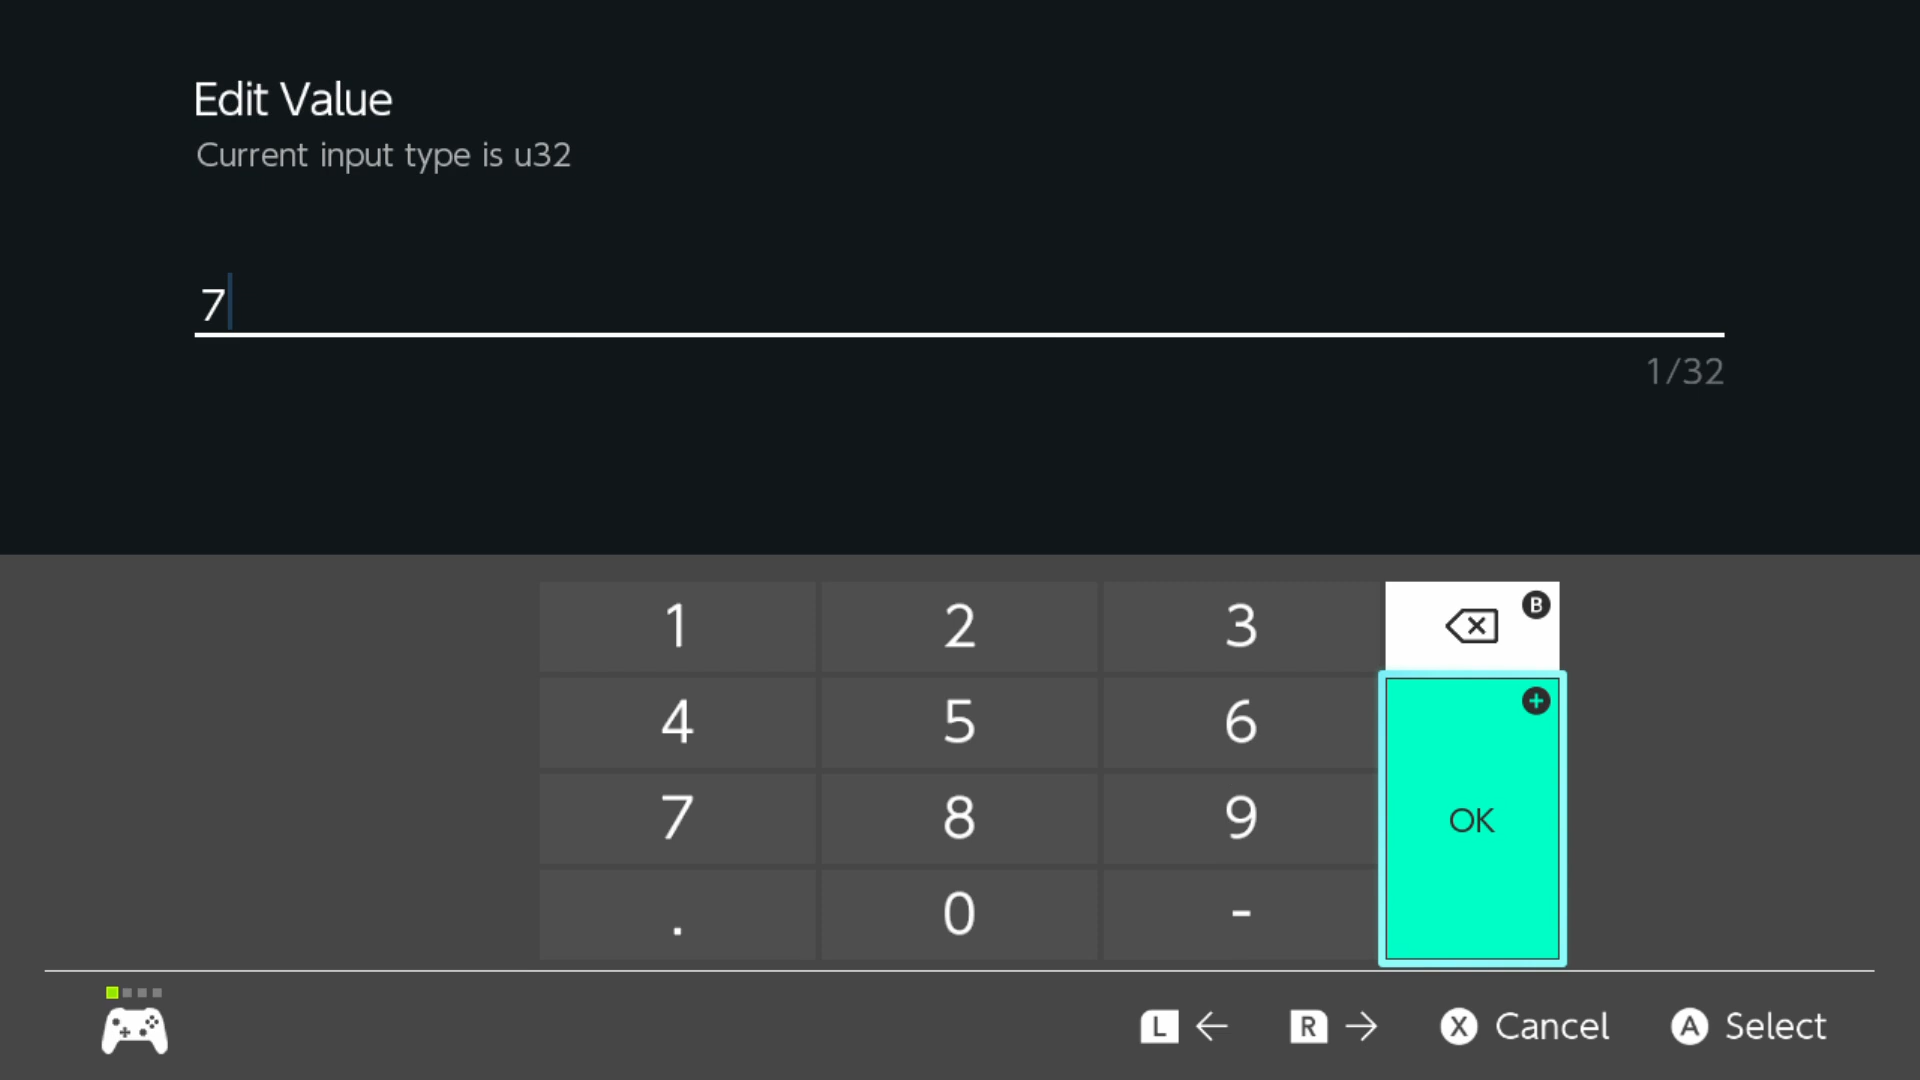 Edit Value
Current input type is u32
7
1/32
1 2 3 B
4 5 6 +
7 8 9 OK
. 0 -
L ← R → X Cancel A Select